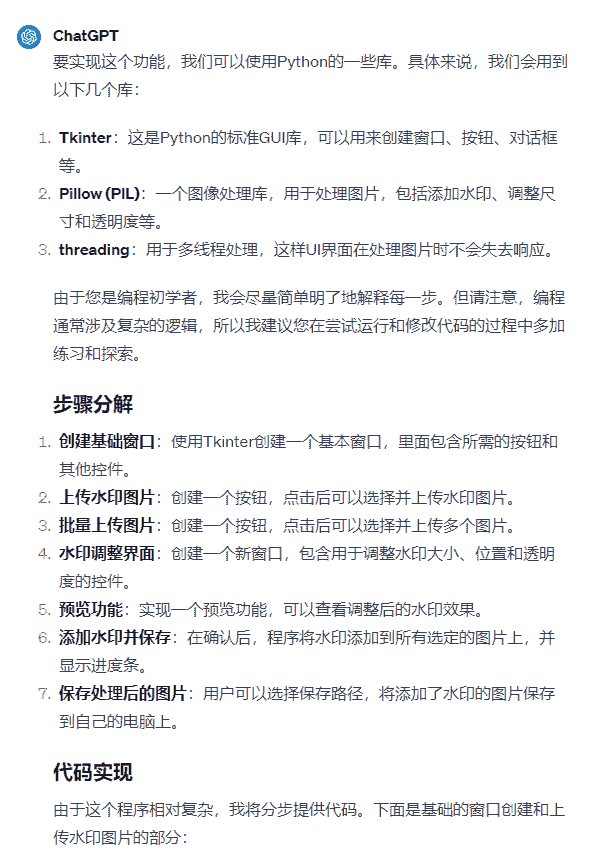 ChatGPT
要实现这个功能，我们可以使用Python的一些库。具体来说，我们会用到
以下几个库：
1. Tkinter：这是Python的标准GUI库，可以用来创建窗口、按钮、对话框
等。
2. Pillow (PIL)：一个图像处理库，用于处理图片，包括添加水印、调整尺
寸和透明度等。
3. threading：用于多线程处理，这样UI界面在处理图片时不会失去响应。
由于您是编程初学者，我会尽量简单明了地解释每一步。但请注意，编程
通常涉及复杂的逻辑，所以我建议您在尝试运行和修改代码的过程中多加
练习和探索。
步骤分解
1. 创建基础窗口：使用Tkinter创建一个基本窗口，里面包含所需的按钮和
其他控件。
2. 上传水印图片：创建一个按钮，点击后可以选择并上传水印图片。
3. 批量上传图片：创建一个按钮，点击后可以选择并上传多个图片。
4. 水印调整界面：创建一个新窗口，包含用于调整水印大小、位置和透明
度的控件。
5. 预览功能：实现一个预览功能，可以查看调整后的水印效果。
6. 添加水印并保存：在确认后，程序将水印添加到所有选定的图片上，并
显示进度条。
7. 保存处理后的图片：用户可以选择保存路径，将添加了水印的图片保存
到自己的电脑上。
代码实现
由于这个程序相对复杂，我将分步提供代码。下面是基础的窗口创建和上
传水印图片的部分：